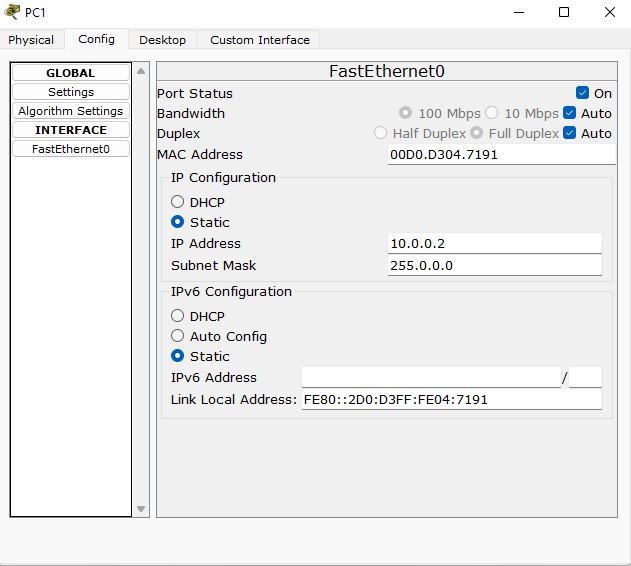 PC1
Physical Config Desktop Custom Interface
GLOBAL
Settings
Algorithm Settings
INTERFACE
FastEthernet0
FastEthernet0
Port Status On
Bandwidth 100 Mbps 10 Mbps Auto
Duplex Half Duplex Full Duplex Auto
MAC Address 00D0.D304.7191
IP Configuration
DHCP
Static
IP Address 10.0.0.2
Subnet Mask 255.0.0.0
IPv6 Configuration
DHCP
Auto Config
Static
IPv6 Address /
Link Local Address: FE80::2D0:D3FF:FE04:7191